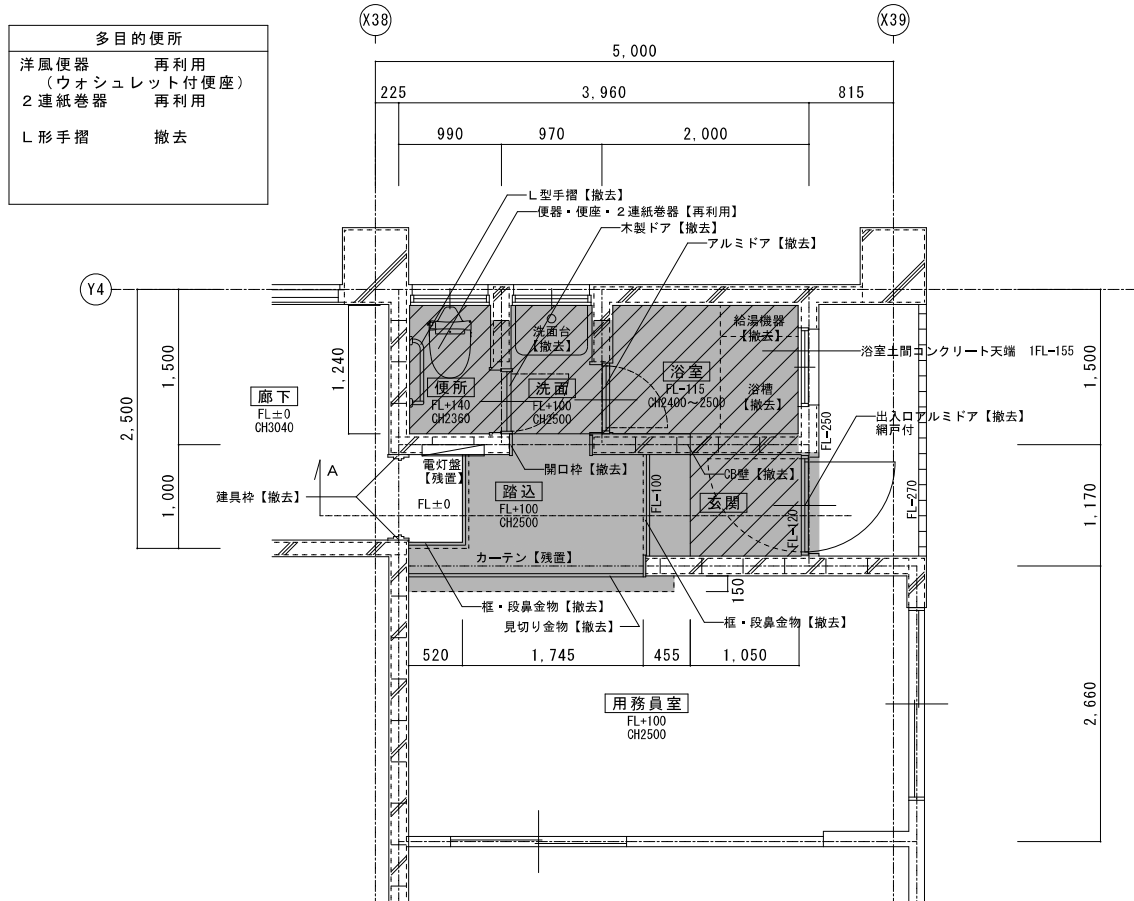 多目的便所
洋風便器 再利用
（ウォシュレット付便座）
２連紙巻器 再利用
Ｌ形手摺 撤去
X38
X39
5,000
225
3,960
815
990
970
2,000
Ｌ型手摺【撤去】
便器・便座・２連紙巻器【再利用】
木製ドア【撤去】
アルミドア【撤去】
Y4
2,500
1,500
1,000
1,240
廊下
FL±0
CH3040
便所
FL+140
CH2360
洗面台
【撤去】
洗面
FL+100
CH2500
浴室
FL-115
CH2400～2500
給湯機器
【撤去】
浴槽
【撤去】
浴室土間コンクリート天端 1FL-155
出入口アルミドア【撤去】
網戸付
FL-250
FL-270
1,500
1,170
2,660
電灯盤
【残置】
FL±0
A
建具枠【撤去】
開口枠【撤去】
踏込
FL+100
CH2500
FL-100
CB壁【撤去】
玄関
FL-120
カーテン【残置】
150
框・段鼻金物【撤去】
見切り金物【撤去】
框・段鼻金物【撤去】
520
1,745
455
1,050
用務員室
FL+100
CH2500